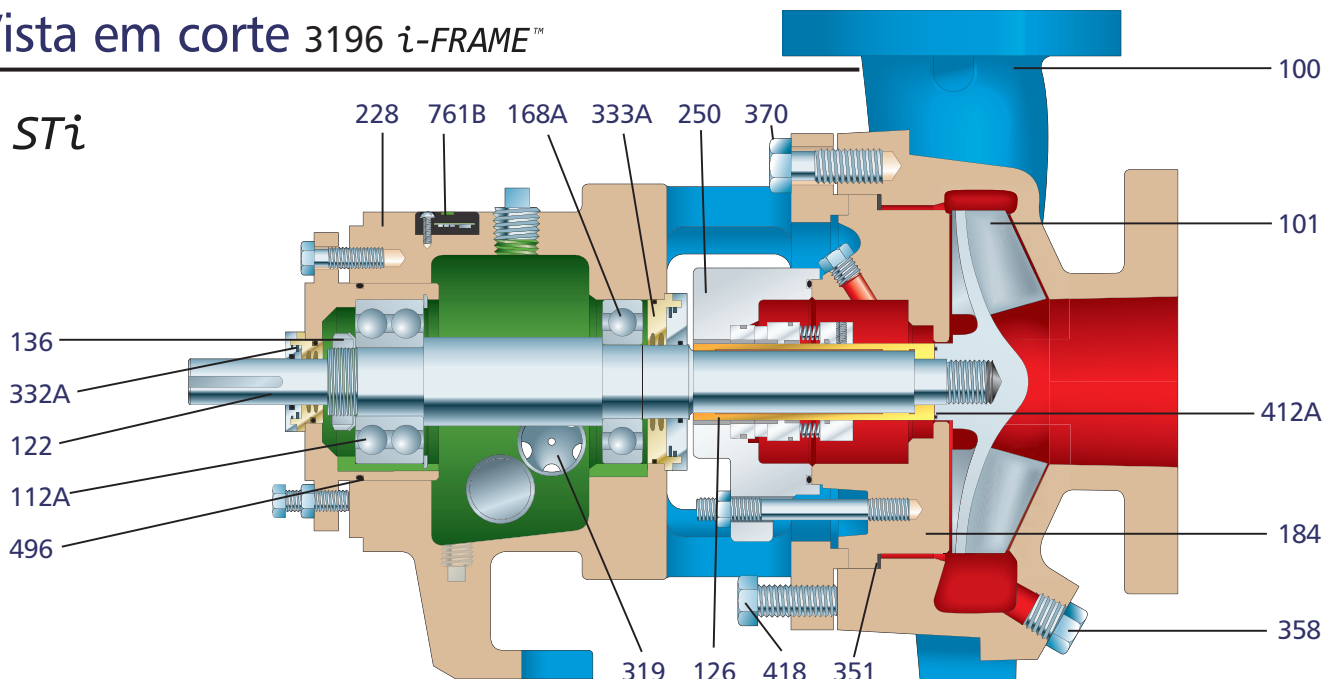 Vista em corte 3196 i-FRAME™
STi
228 761B 168A 333A 250 370
100
101
136
332A
122
112A
496
412A
184
358
319 126 418 351